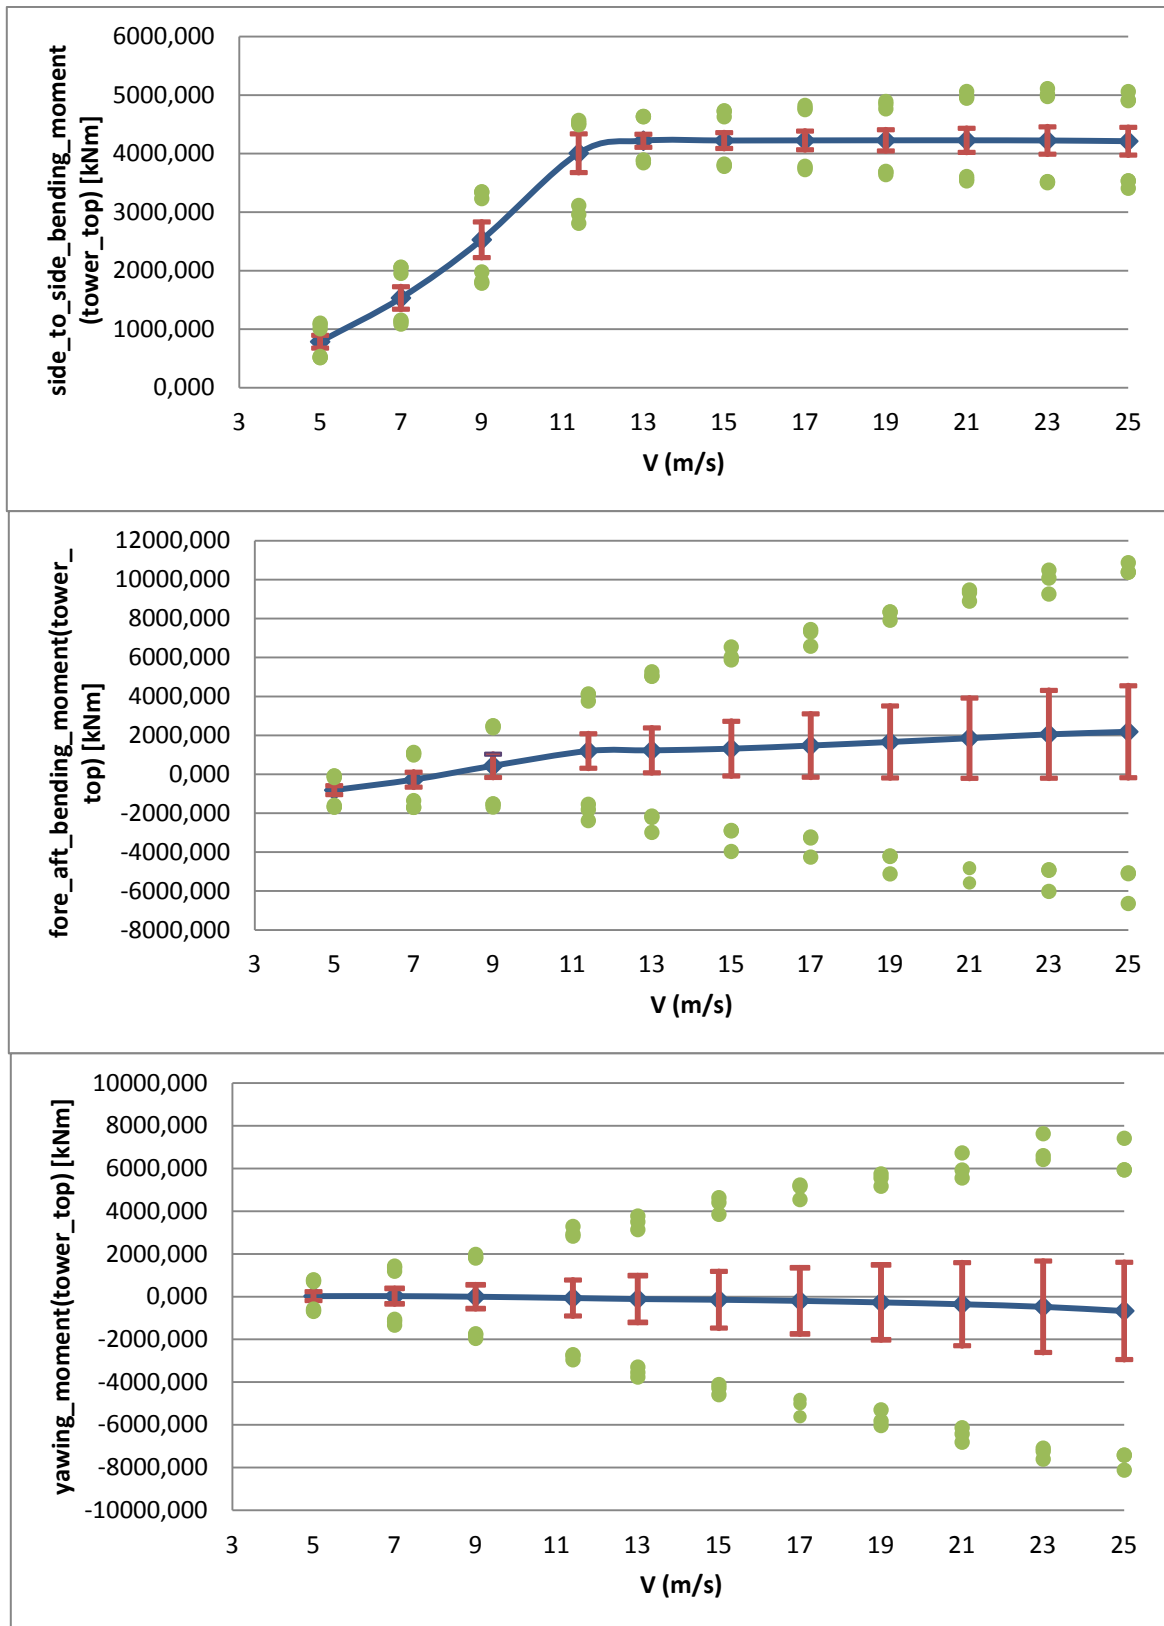 side_to_side_bending_moment
(tower_top) [kNm]
6000,000
5000,000
4000,000
3000,000
2000,000
1000,000
0,000
3 5 7 9 11 13 15 17 19 21 23 25
V (m/s)
fore_aft_bending_moment(tower_
top) [kNm]
12000,000
10000,000
8000,000
6000,000
4000,000
2000,000
0,000
-2000,000
-4000,000
-6000,000
-8000,000
3 5 7 9 11 13 15 17 19 21 23 25
V (m/s)
yawing_moment(tower_top) [kNm]
10000,000
8000,000
6000,000
4000,000
2000,000
0,000
-2000,000
-4000,000
-6000,000
-8000,000
-10000,000
3 5 7 9 11 13 15 17 19 21 23 25
V (m/s)